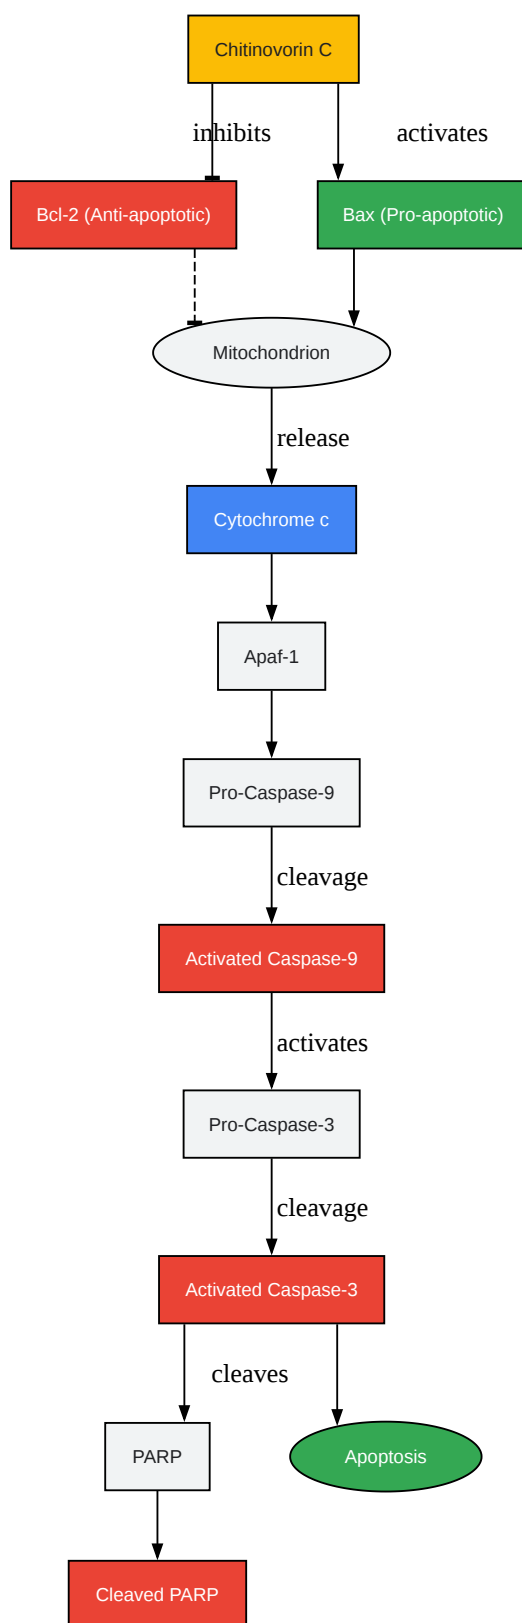 Chitinovorin C
inhibits
activates
Bcl-2 (Anti-apoptotic)
Bax (Pro-apoptotic)
Mitochondrion
release
Cytochrome c
Apaf-1
Pro-Caspase-9
cleavage
Activated Caspase-9
activates
Pro-Caspase-3
cleavage
Activated Caspase-3
cleaves
PARP
Apoptosis
Cleaved PARP